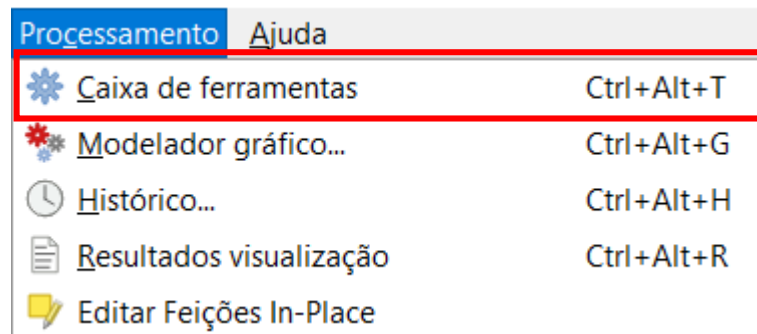 Processamento Ajuda
Caixa de ferramentas Ctrl+Alt+T
Modelador gráfico... Ctrl+Alt+G
Histórico... Ctrl+Alt+H
Resultados visualização Ctrl+Alt+R
Editar Feições In-Place